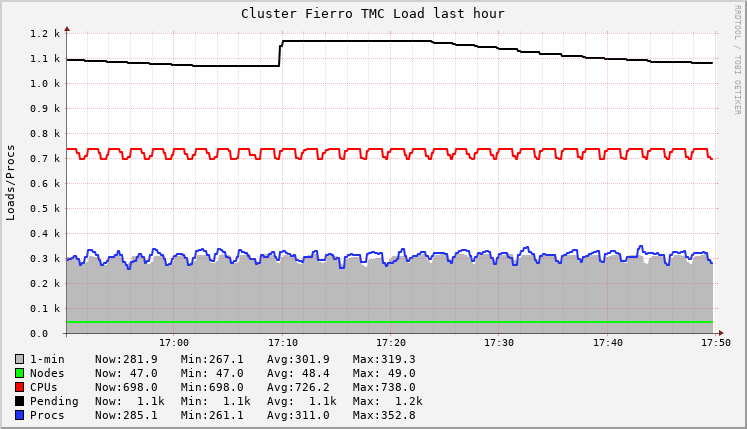 Cluster Fierro TMC Load last hour
RRDTOOL / TOBI OETIKER
Loads/Procs
1.2 k
1.1 k
1.0 k
0.9 k
0.8 k
0.7 k
0.6 k
0.5 k
0.4 k
0.3 k
0.2 k
0.1 k
0.0
17:00 17:10 17:20 17:30 17:40 17:50
1-min Now:281.9 Min:267.1 Avg:301.9 Max:319.3
Nodes Now: 47.0 Min: 47.0 Avg: 48.4 Max: 49.0
CPUs Now:698.0 Min:698.0 Avg:726.2 Max:738.0
Pending Now: 1.1k Min: 1.1k Avg: 1.1k Max: 1.2k
Procs Now:285.1 Min:261.1 Avg:311.0 Max:352.8